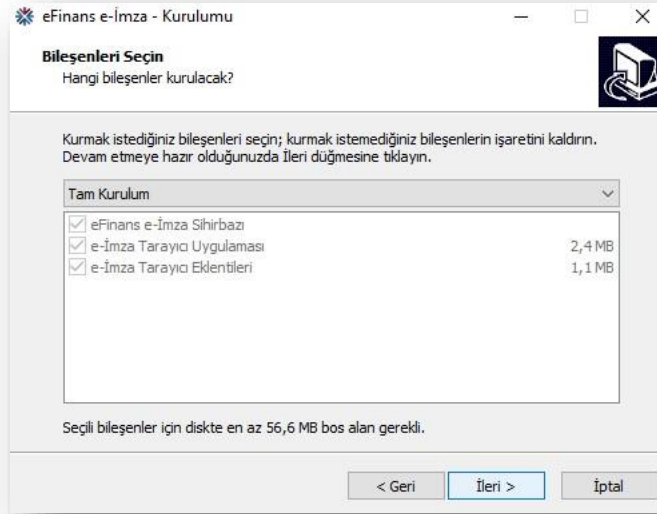 eFinans e-İmza - Kurulumu
Bileşenleri Seçin
Hangi bileşenler kurulacak?
Kurmak istediğiniz bileşenleri seçin; kurmak istemediğiniz bileşenlerin işaretini kaldırın.
Devam etmeye hazır olduğunuzda İleri düğmesine tıklayın.
Tam Kurulum
eFinans e-İmza Sihirbazı
e-İmza Tarayıcı Uygulaması 2,4 MB
e-İmza Tarayıcı Eklentileri 1,1 MB
Seçili bileşenler için diskte en az 56,6 MB bos alan gerekli.
< Geri İleri > İptal